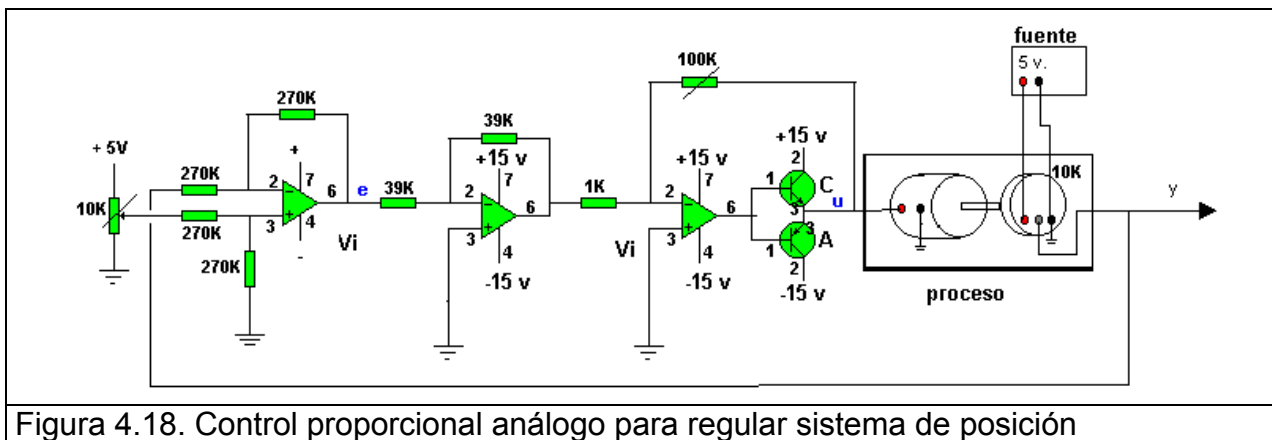 fuente
5 v.
100K
270K
39K
+ 5V
+15 v
+15 v
+15 v
2
10K
270K
2
+
7
6
e
39K
2
7
6
1K
2
7
6
1
C
3
u
y
10K
270K
3
4
-
Vi
3
4
-15 v
Vi
3
4
-15 v
1
3
A
2
-15 v
270K
proceso
Figura 4.18. Control proporcional análogo para regular sistema de posición